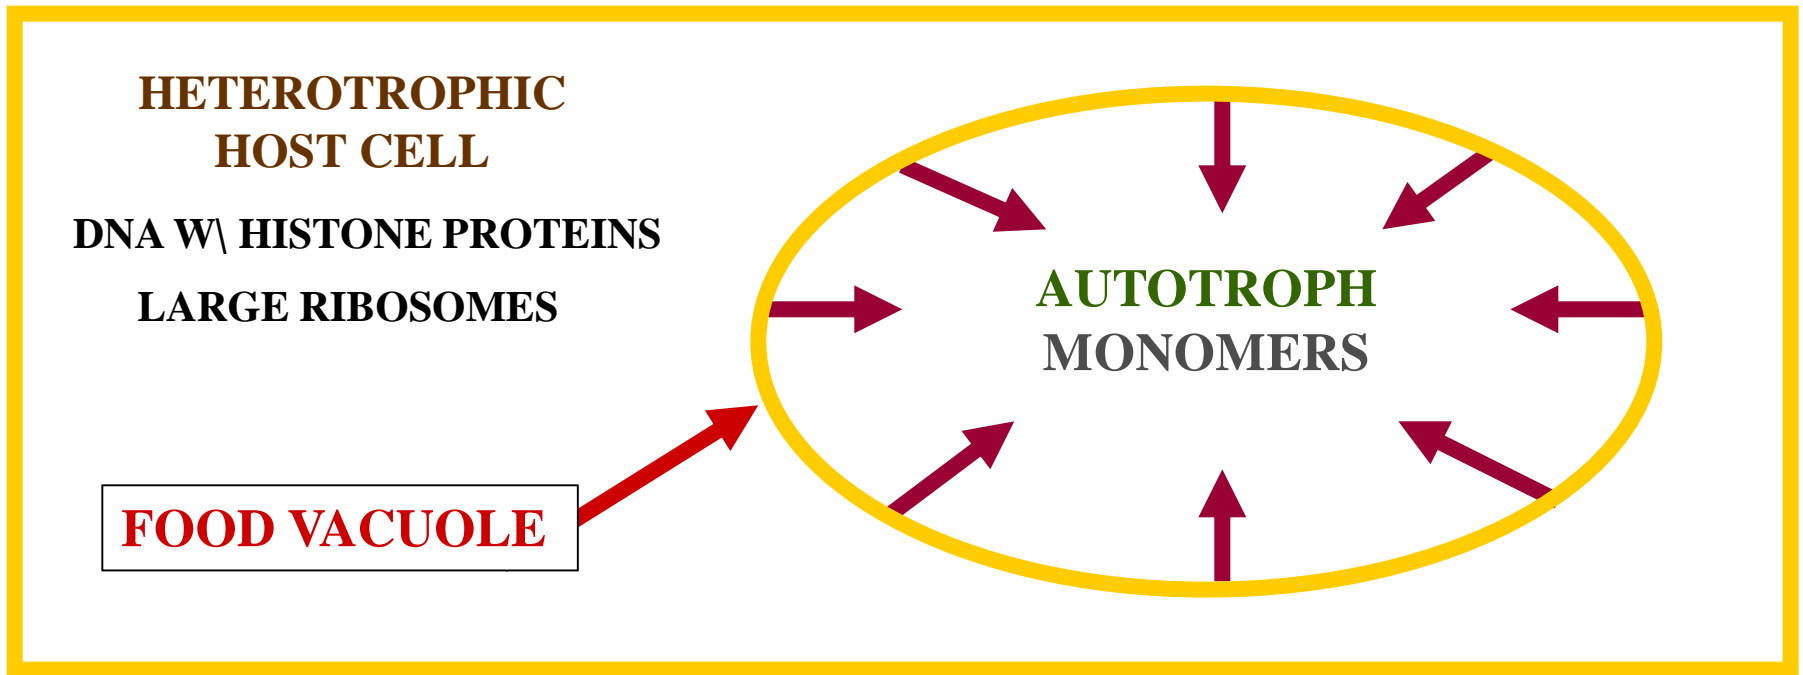 HETEROTROPHIC
HOST CELL
DNA W\ HISTONE PROTEINS
LARGE RIBOSOMES
FOOD VACUOLE
AUTOTROPH
MONOMERS